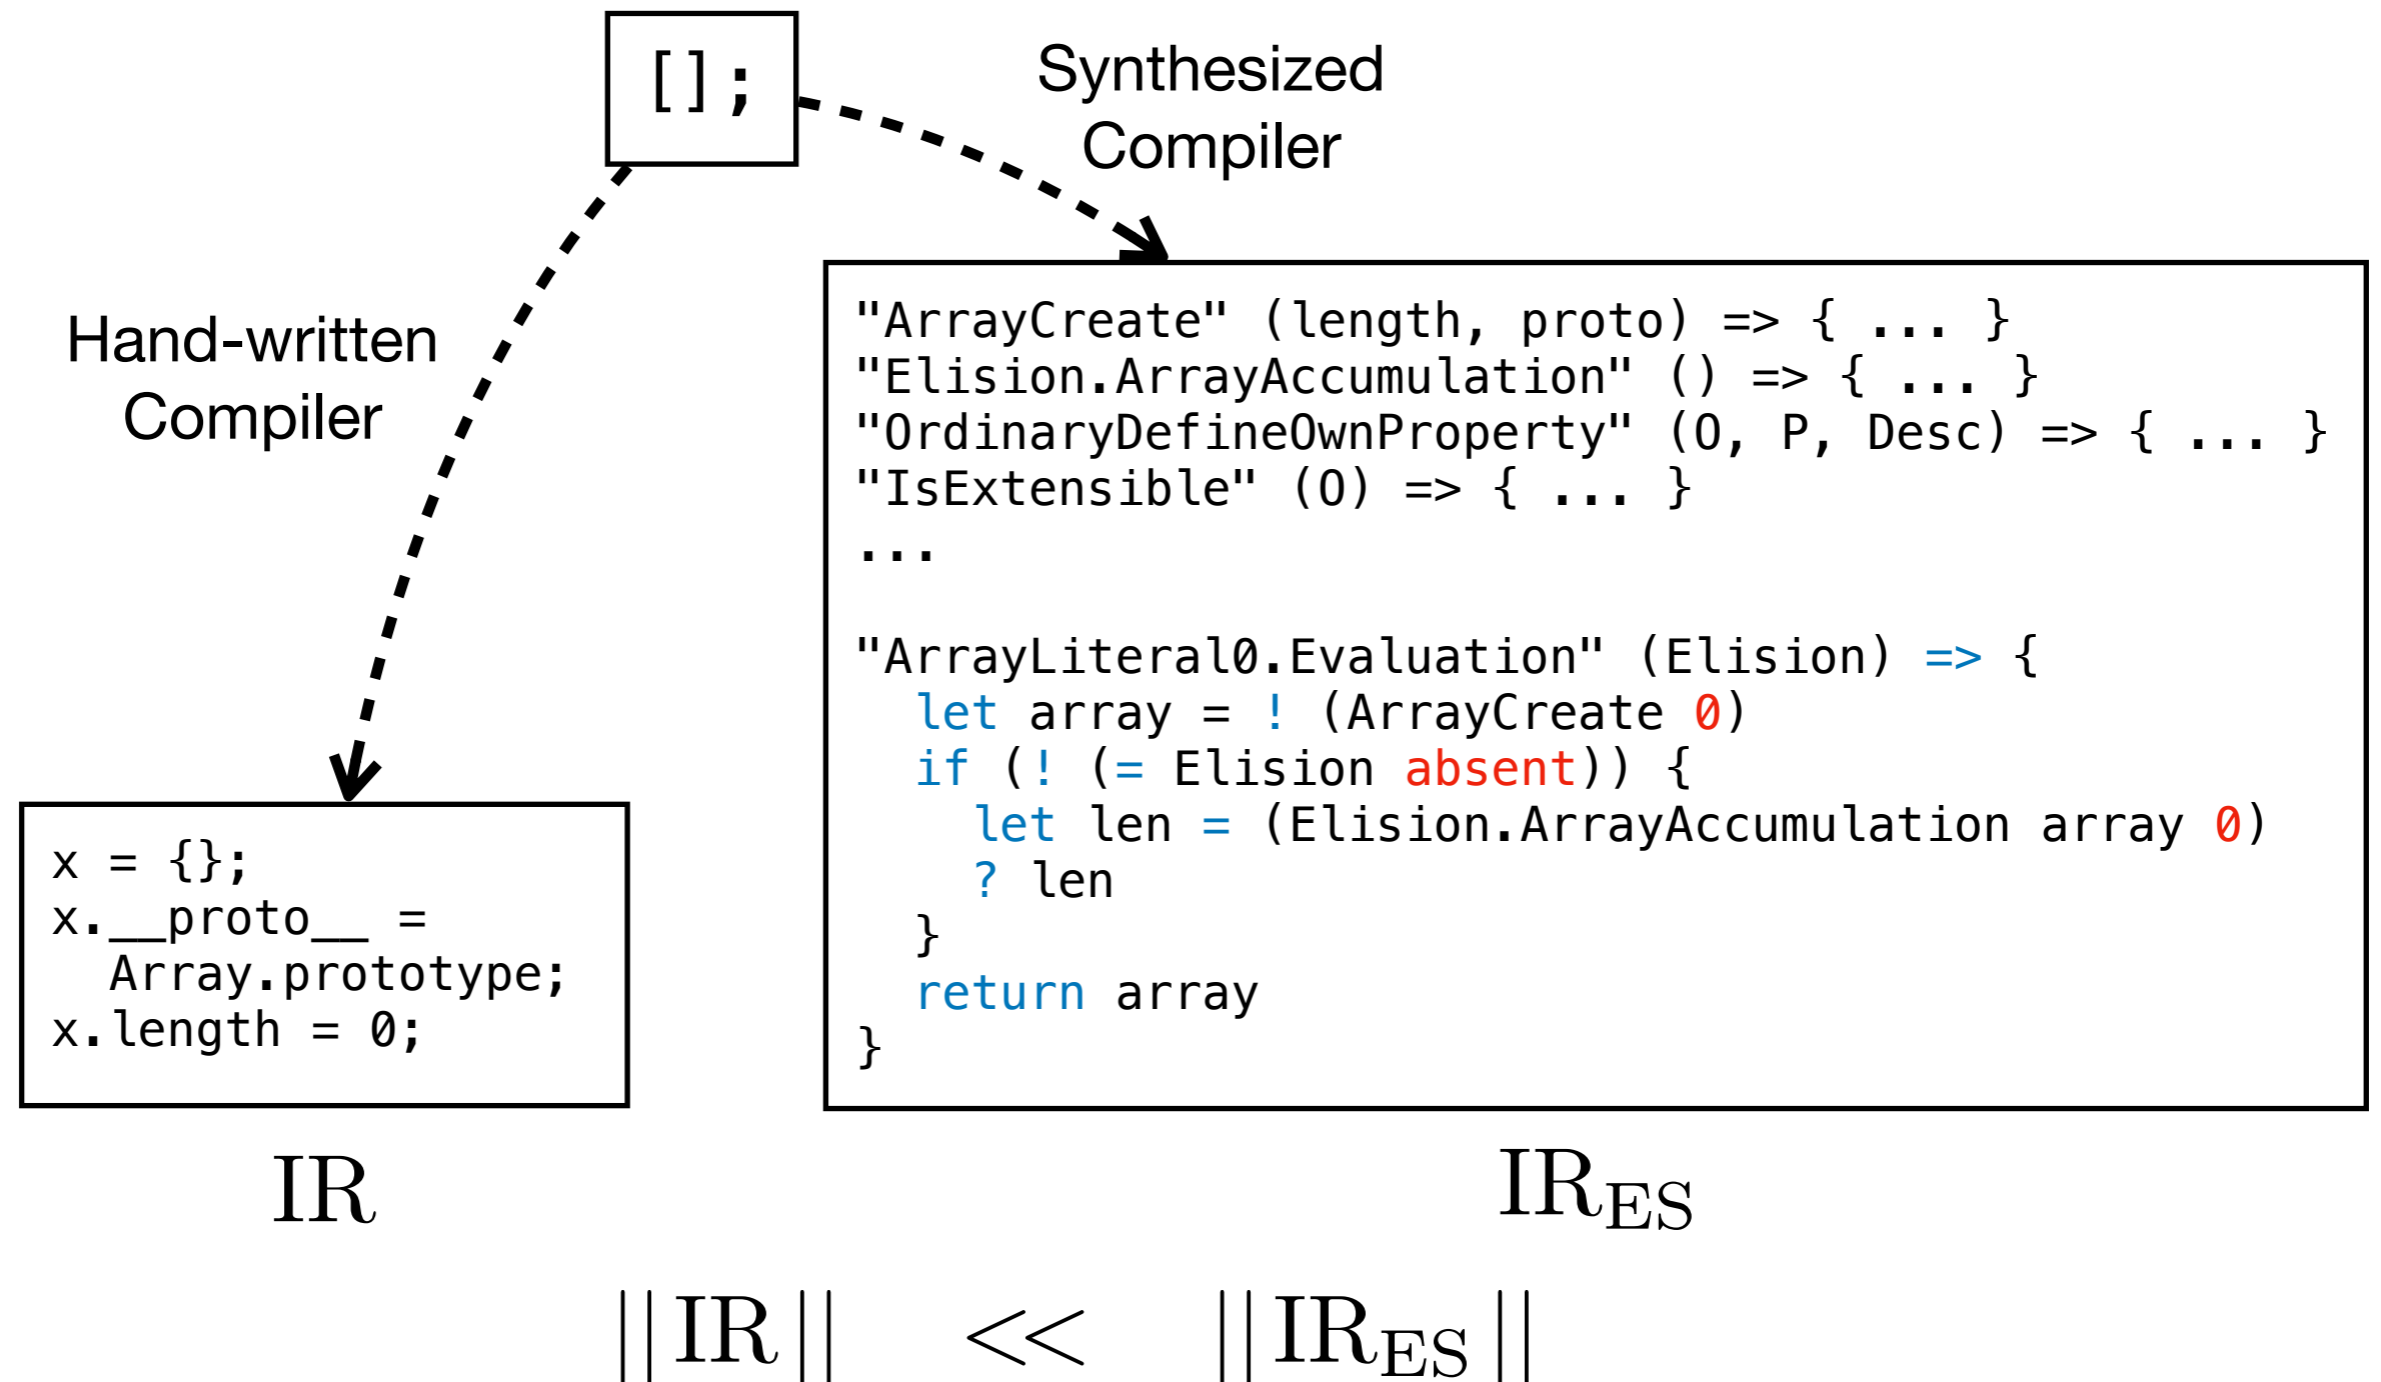 [];
Synthesized
Compiler
Hand-written
Compiler
"ArrayCreate" (length, proto) => { ... }
"Elision.ArrayAccumulation" () => { ... }
"OrdinaryDefineOwnProperty" (O, P, Desc) => { ... }
"IsExtensible" (O) => { ... }
...
"ArrayLiteral0.Evaluation" (Elision) => {
let array = ! (ArrayCreate 0)
if (! (= Elision absent)) {
let len = (Elision.ArrayAccumulation array 0)
? len
}
return array
}
x = {};
x.__proto__ =
Array.prototype;
x.length = 0;
IR
IR_ES
||IR|| << ||IR_ES||